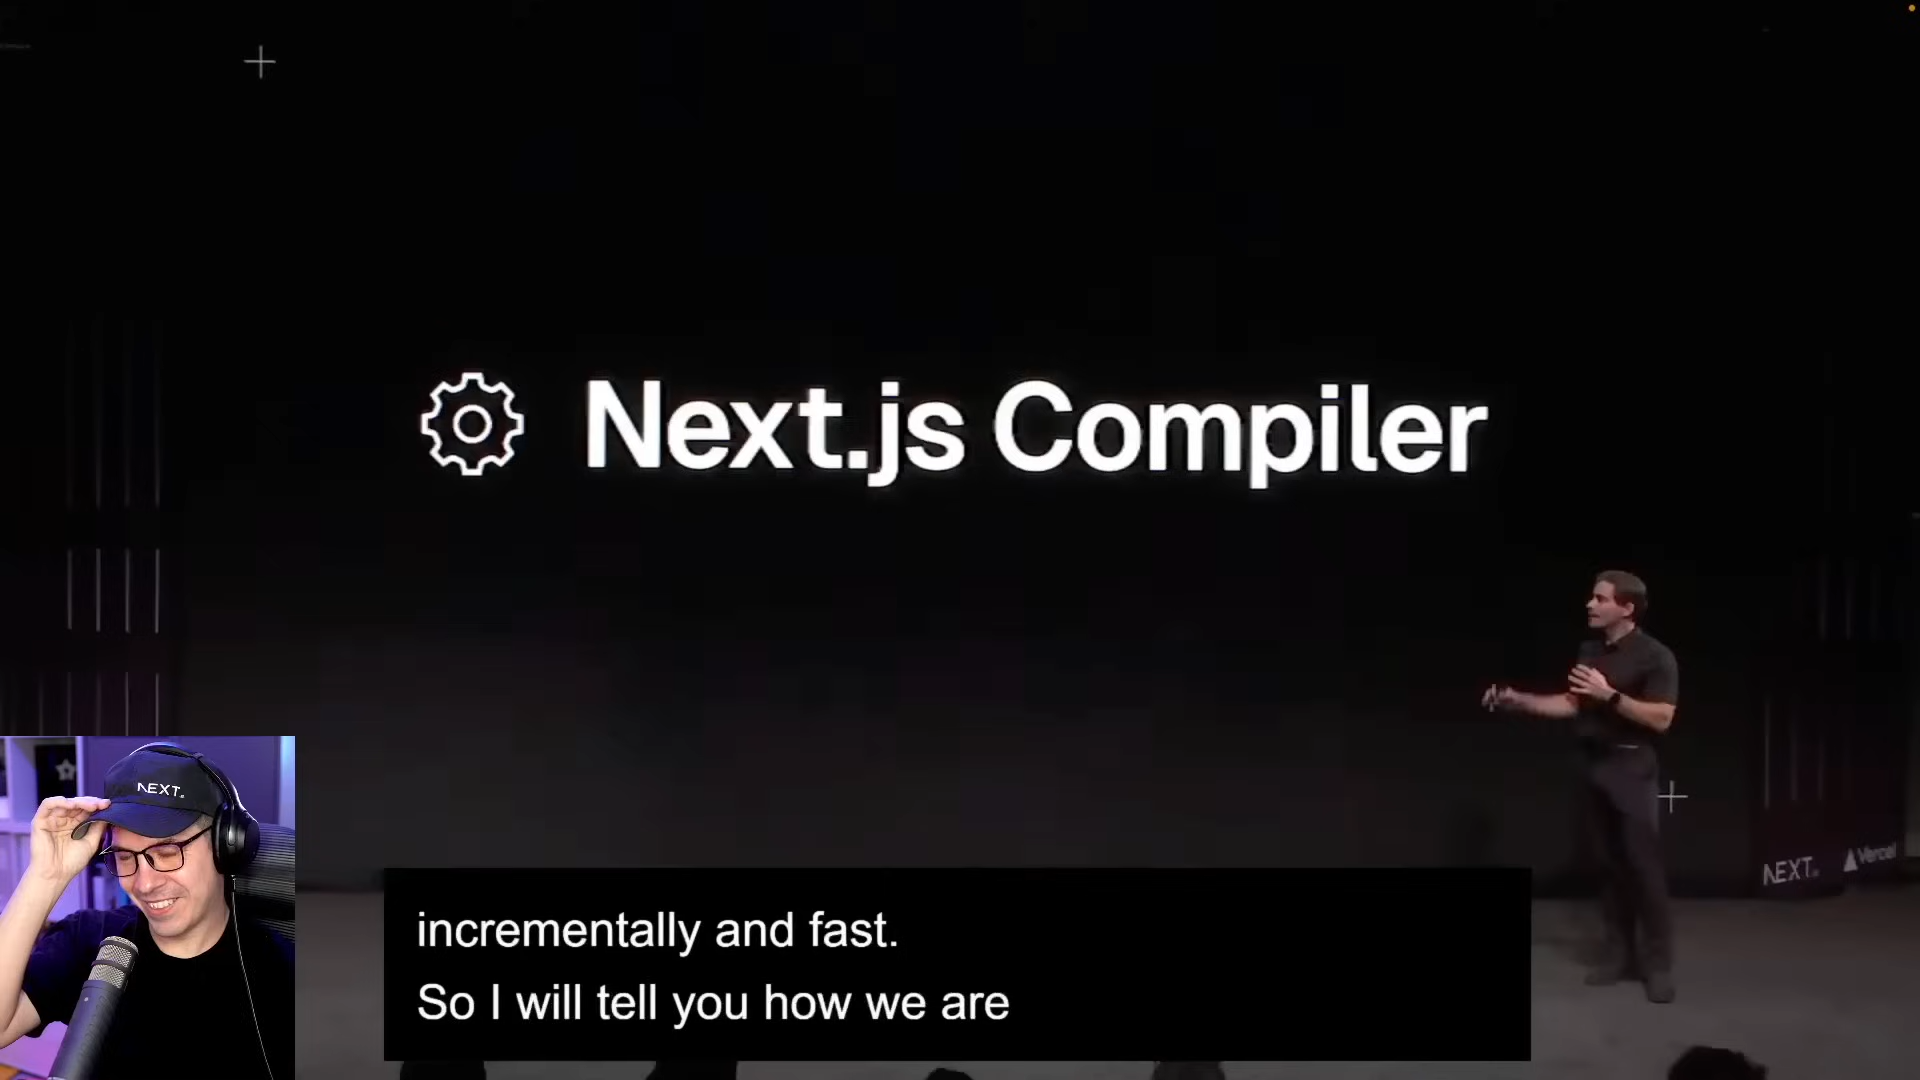 Next.js Compiler
NEXT.
NEXT.
Vercel
incrementally and fast.
So I will tell you how we are